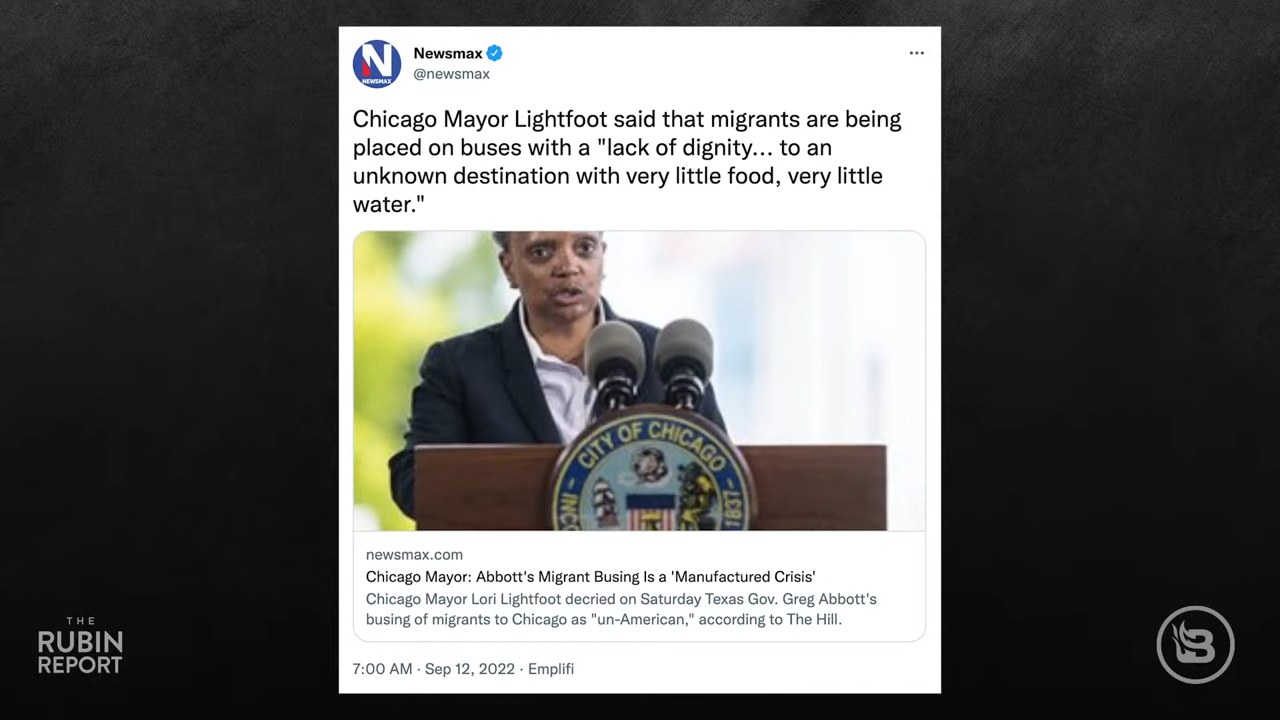 Newsmax
@newsmax
NEWSMAX
Chicago Mayor Lightfoot said that migrants are being
placed on buses with a "lack of dignity... to an
unknown destination with very little food, very little
water."
CITY OF CHICAGO
INCO
1837
newsmax.com
Chicago Mayor: Abbott's Migrant Busing Is a 'Manufactured Crisis'
Chicago Mayor Lori Lightfoot decried on Saturday Texas Gov. Greg Abbott's
busing of migrants to Chicago as "un-American," according to The Hill.
7:00 AM · Sep 12, 2022 · Emplifi
THE
RUBIN
REPORT
B